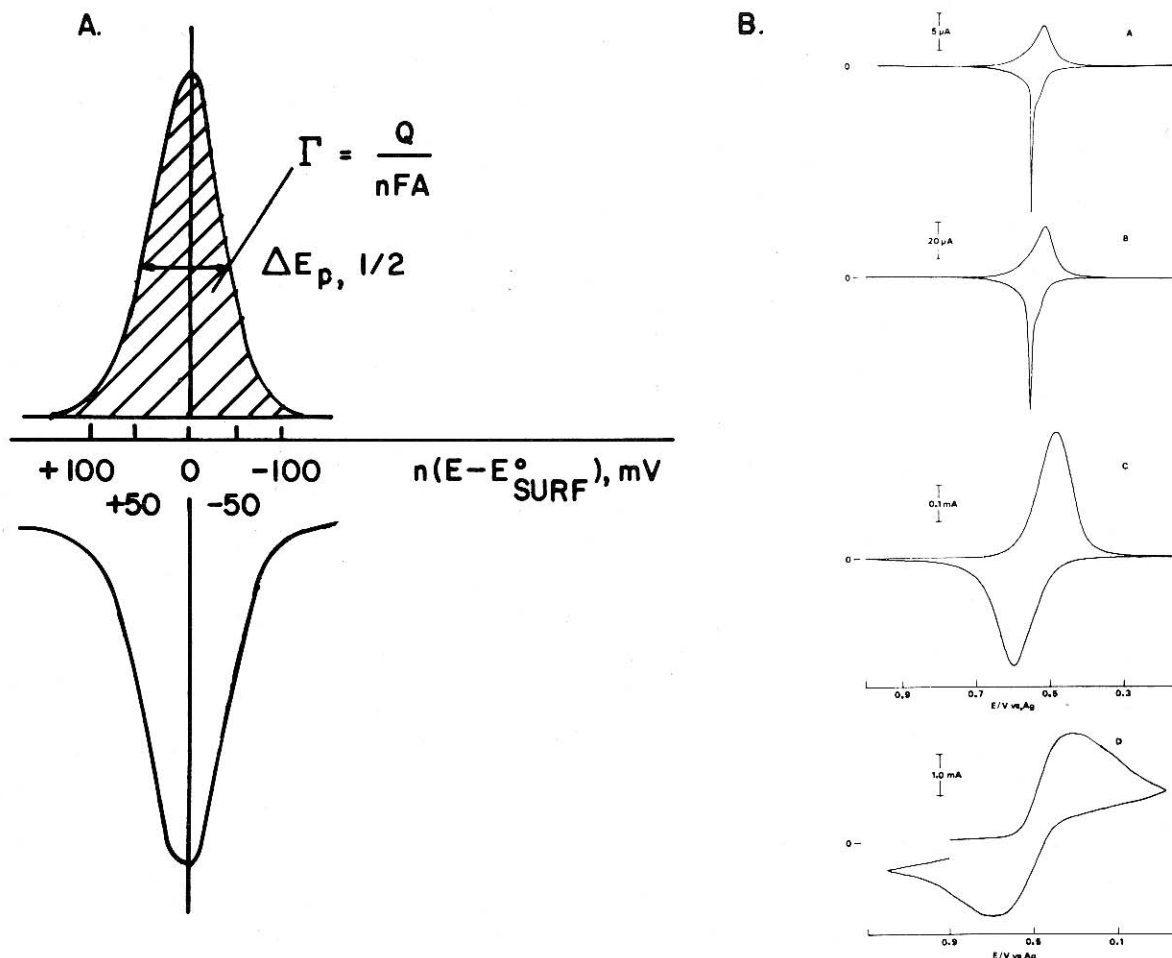 A.
Γ = Q
nFA
ΔEp, 1/2
+100 0 -100 n(E-E°SURF), mV
+50 -50
B.
5 µA
A
0
20 µA
B
0-
0.1 mA
C
0-
0.9 0.7 0.5 0.3
E/V vs, Ag
1.0 mA
D
0-
0.9 0.5 0.1
E/V vs Ag